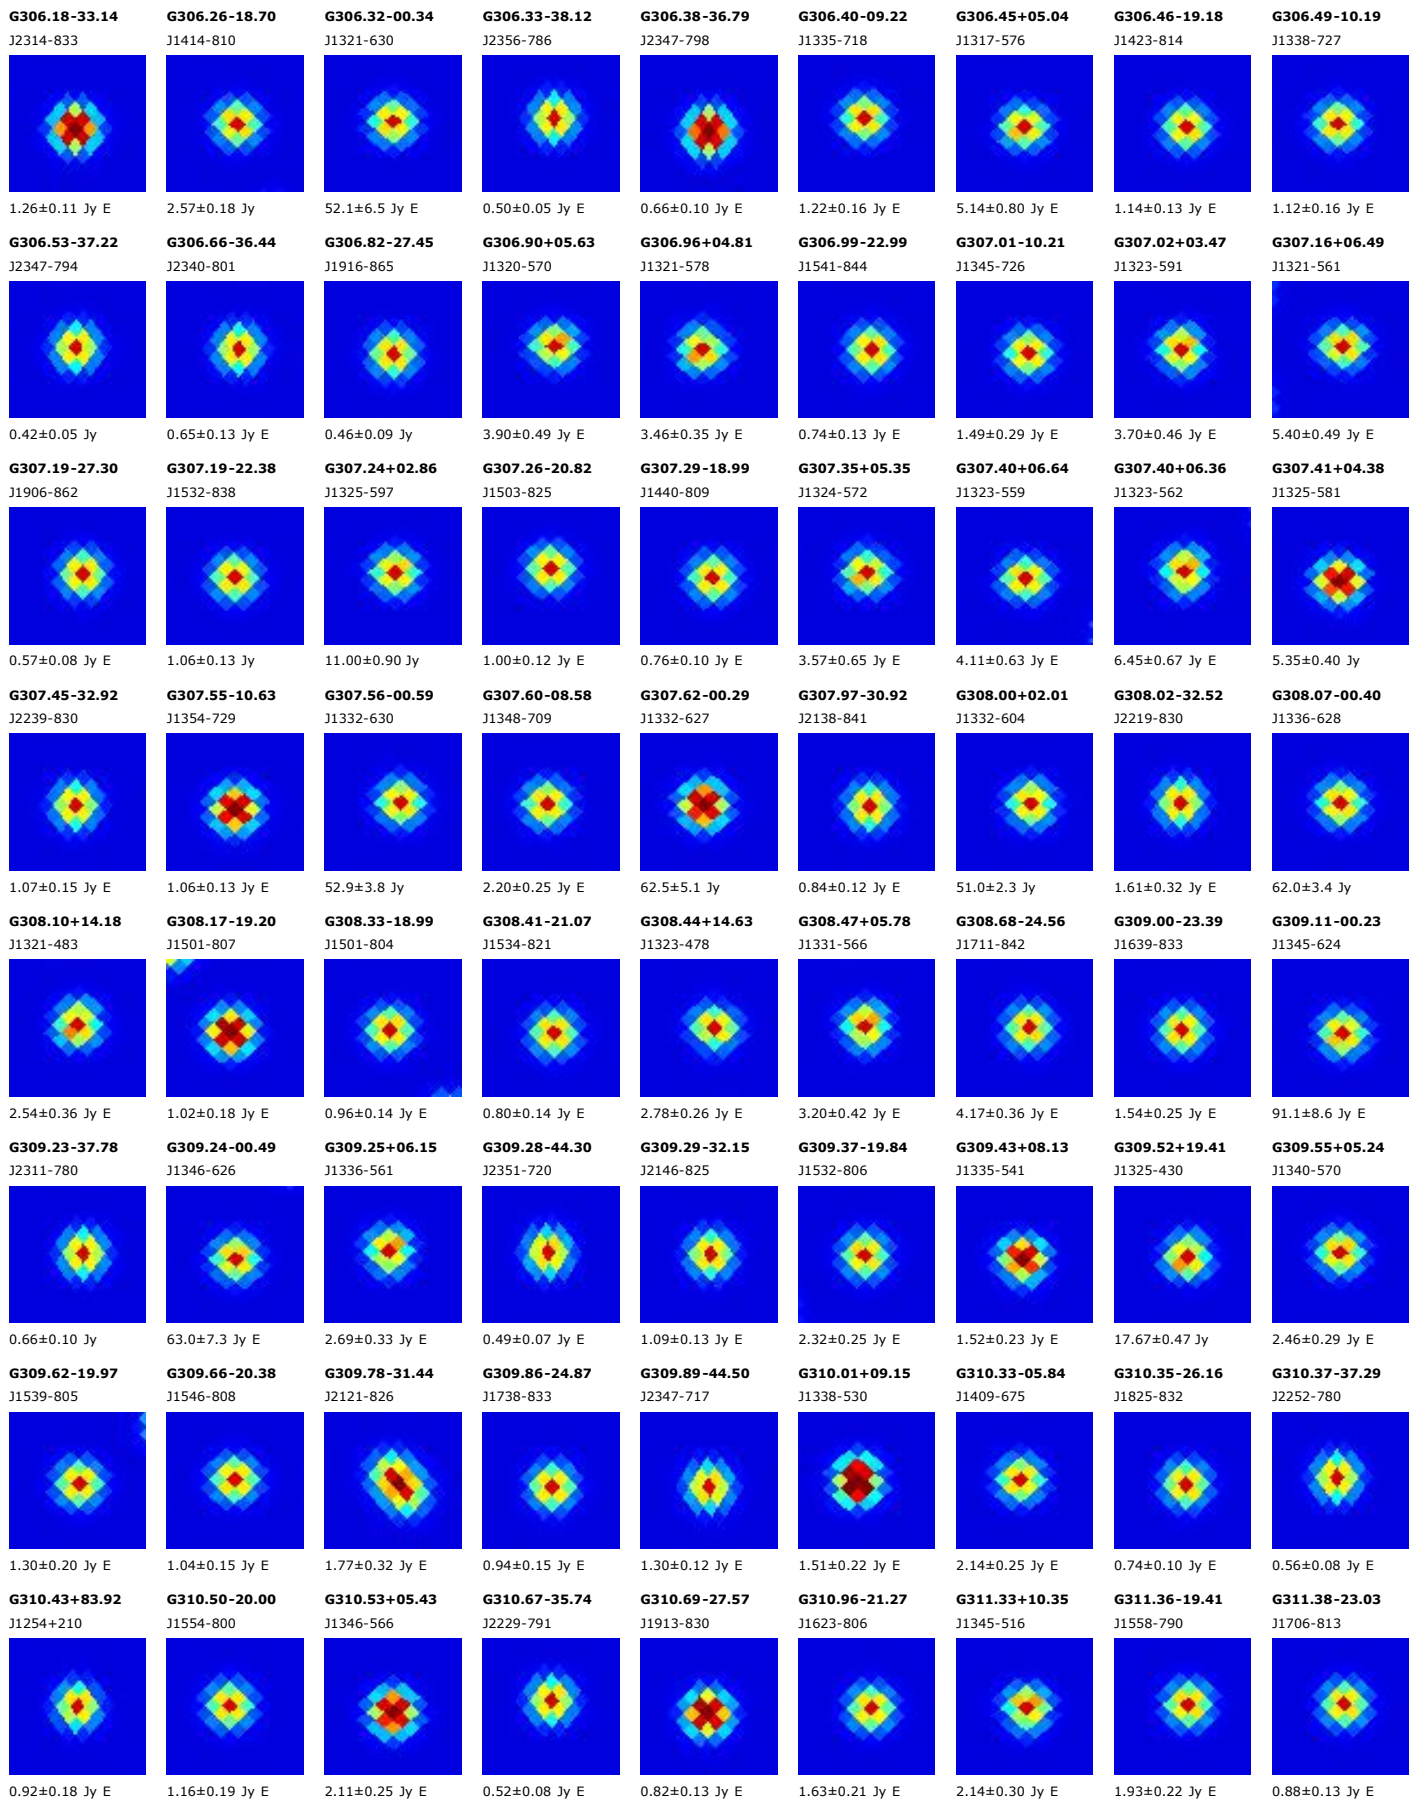 G306.18-33.14 G306.26-18.70 G306.32-00.34 G306.33-38.12 G306.38-36.79 G306.40-09.22 G306.45+05.04 G306.46-19.18 G306.49-10.19
J2314-833 J1414-810 J1321-630 J2356-786 J2347-798 J1335-718 J1317-576 J1423-814 J1338-727
1.26±0.11 Jy E 2.57±0.18 Jy 52.1±6.5 Jy E 0.50±0.05 Jy E 0.66±0.10 Jy E 1.22±0.16 Jy E 5.14±0.80 Jy E 1.14±0.13 Jy E 1.12±0.16 Jy E
G306.53-37.22 G306.66-36.44 G306.82-27.45 G306.90+05.63 G306.96+04.81 G306.99-22.99 G307.01-10.21 G307.02+03.47 G307.16+06.49
J2347-794 J2340-801 J1916-865 J1320-570 J1321-578 J1541-844 J1345-726 J1323-591 J1321-561
0.42±0.05 Jy 0.65±0.13 Jy E 0.46±0.09 Jy 3.90±0.49 Jy E 3.46±0.35 Jy E 0.74±0.13 Jy E 1.49±0.29 Jy E 3.70±0.46 Jy E 5.40±0.49 Jy E
G307.19-27.30 G307.19-22.38 G307.24+02.86 G307.26-20.82 G307.29-18.99 G307.35+05.35 G307.40+06.64 G307.40+06.36 G307.41+04.38
J1906-862 J1532-838 J1325-597 J1503-825 J1440-809 J1324-572 J1323-559 J1323-562 J1325-581
0.57±0.08 Jy E 1.06±0.13 Jy 11.00±0.90 Jy 1.00±0.12 Jy E 0.76±0.10 Jy E 3.57±0.65 Jy E 4.11±0.63 Jy E 6.45±0.67 Jy E 5.35±0.40 Jy
G307.45-32.92 G307.55-10.63 G307.56-00.59 G307.60-08.58 G307.62-00.29 G307.97-30.92 G308.00+02.01 G308.02-32.52 G308.07-00.40
J2239-830 J1354-729 J1332-630 J1348-709 J1332-627 J2138-841 J1332-604 J2219-830 J1336-628
1.07±0.15 Jy E 1.06±0.13 Jy E 52.9±3.8 Jy 2.20±0.25 Jy E 62.5±5.1 Jy 0.84±0.12 Jy E 51.0±2.3 Jy 1.61±0.32 Jy E 62.0±3.4 Jy
G308.10+14.18 G308.17-19.20 G308.33-18.99 G308.41-21.07 G308.44+14.63 G308.47+05.78 G308.68-24.56 G309.00-23.39 G309.11-00.23
J1321-483 J1501-807 J1501-804 J1534-821 J1323-478 J1331-566 J1711-842 J1639-833 J1345-624
2.54±0.36 Jy E 1.02±0.18 Jy E 0.96±0.14 Jy E 0.80±0.14 Jy E 2.78±0.26 Jy E 3.20±0.42 Jy E 4.17±0.36 Jy E 1.54±0.25 Jy E 91.1±8.6 Jy E
G309.23-37.78 G309.24-00.49 G309.25+06.15 G309.28-44.30 G309.29-32.15 G309.37-19.84 G309.43+08.13 G309.52+19.41 G309.55+05.24
J2311-780 J1346-626 J1336-561 J2351-720 J2146-825 J1532-806 J1335-541 J1325-430 J1340-570
0.66±0.10 Jy 63.0±7.3 Jy E 2.69±0.33 Jy E 0.49±0.07 Jy E 1.09±0.13 Jy E 2.32±0.25 Jy E 1.52±0.23 Jy E 17.67±0.47 Jy 2.46±0.29 Jy E
G309.62-19.97 G309.66-20.38 G309.78-31.44 G309.86-24.87 G309.89-44.50 G310.01+09.15 G310.33-05.84 G310.35-26.16 G310.37-37.29
J1539-805 J1546-808 J2121-826 J1738-833 J2347-717 J1338-530 J1409-675 J1825-832 J2252-780
1.30±0.20 Jy E 1.04±0.15 Jy E 1.77±0.32 Jy E 0.94±0.15 Jy E 1.30±0.12 Jy E 1.51±0.22 Jy E 2.14±0.25 Jy E 0.74±0.10 Jy E 0.56±0.08 Jy E
G310.43+83.92 G310.50-20.00 G310.53+05.43 G310.67-35.74 G310.69-27.57 G310.96-21.27 G311.33+10.35 G311.36-19.41 G311.38-23.03
J1254+210 J1554-800 J1346-566 J2229-791 J1913-830 J1623-806 J1345-516 J1558-790 J1706-813
0.92±0.18 Jy E 1.16±0.19 Jy E 2.11±0.25 Jy E 0.52±0.08 Jy E 0.82±0.13 Jy E 1.63±0.21 Jy E 2.14±0.30 Jy E 1.93±0.22 Jy E 0.88±0.13 Jy E